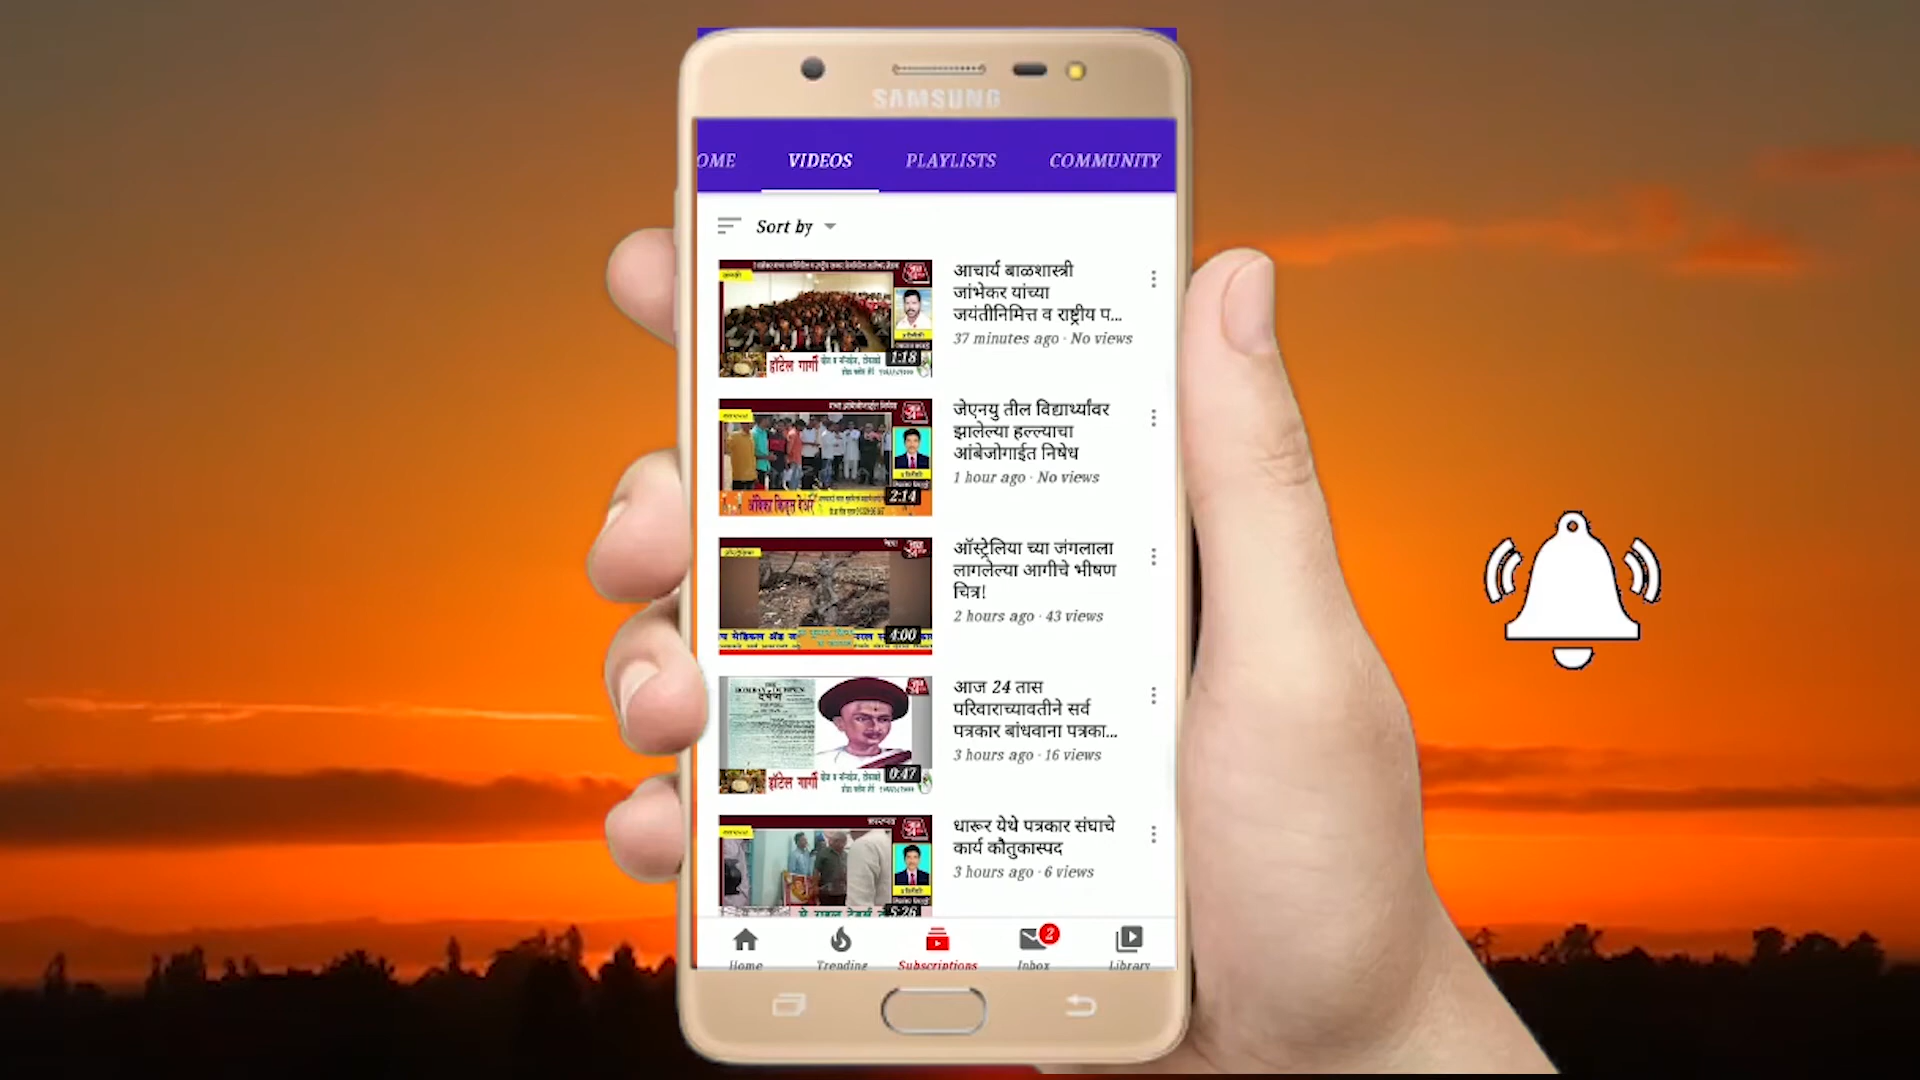 SAMSUNG
OME VIDEOS PLAYLISTS COMMUNITY
Sort by
आचार्य बाळशास्त्री
जांभेकर यांच्या
जयंतीनिमित्त व राष्ट्रीय प...
37 minutes ago · No views
हॉटेल गार्गी
1:18
जेएनयु तील विद्यार्थ्यांवर
झालेल्या हल्ल्याचा
आंबेजोगाईत निषेध
1 hour ago · No views
अंबिका किड्स वेअर
2:14
ऑस्ट्रेलिया च्या जंगलाला
लागलेल्या आगीचे भीषण
चित्र!
2 hours ago · 43 views
4:00
आज 24 तास
परिवाराच्यावतीने सर्व
पत्रकार बांधवाना पत्रका...
3 hours ago · 16 views
हॉटेल गार्गी
0:47
धारूर येथे पत्रकार संघाचे
कार्य कौतुकास्पद
3 hours ago · 6 views
5:26
2
Home Trending Subscriptions Inbox Library